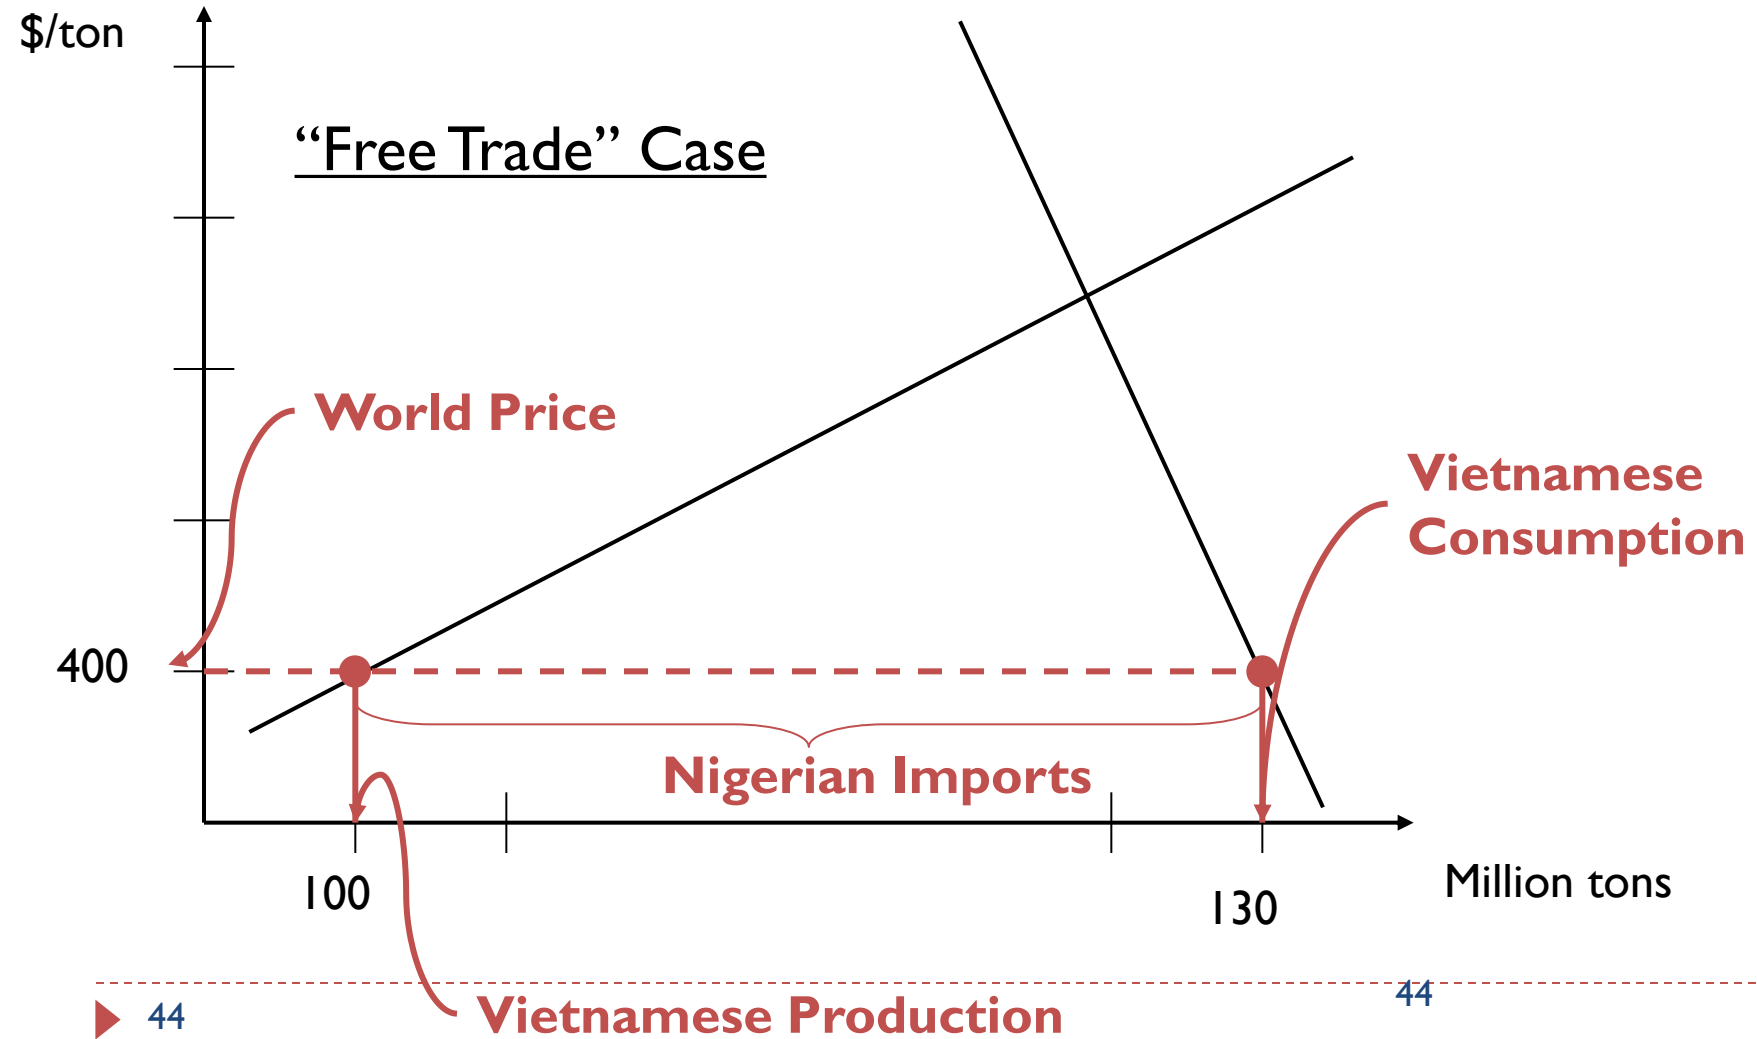 $/ton
“Free Trade” Case
World Price
Vietnamese
Consumption
400
Nigerian Imports
100
130
Million tons
44
44
Vietnamese Production